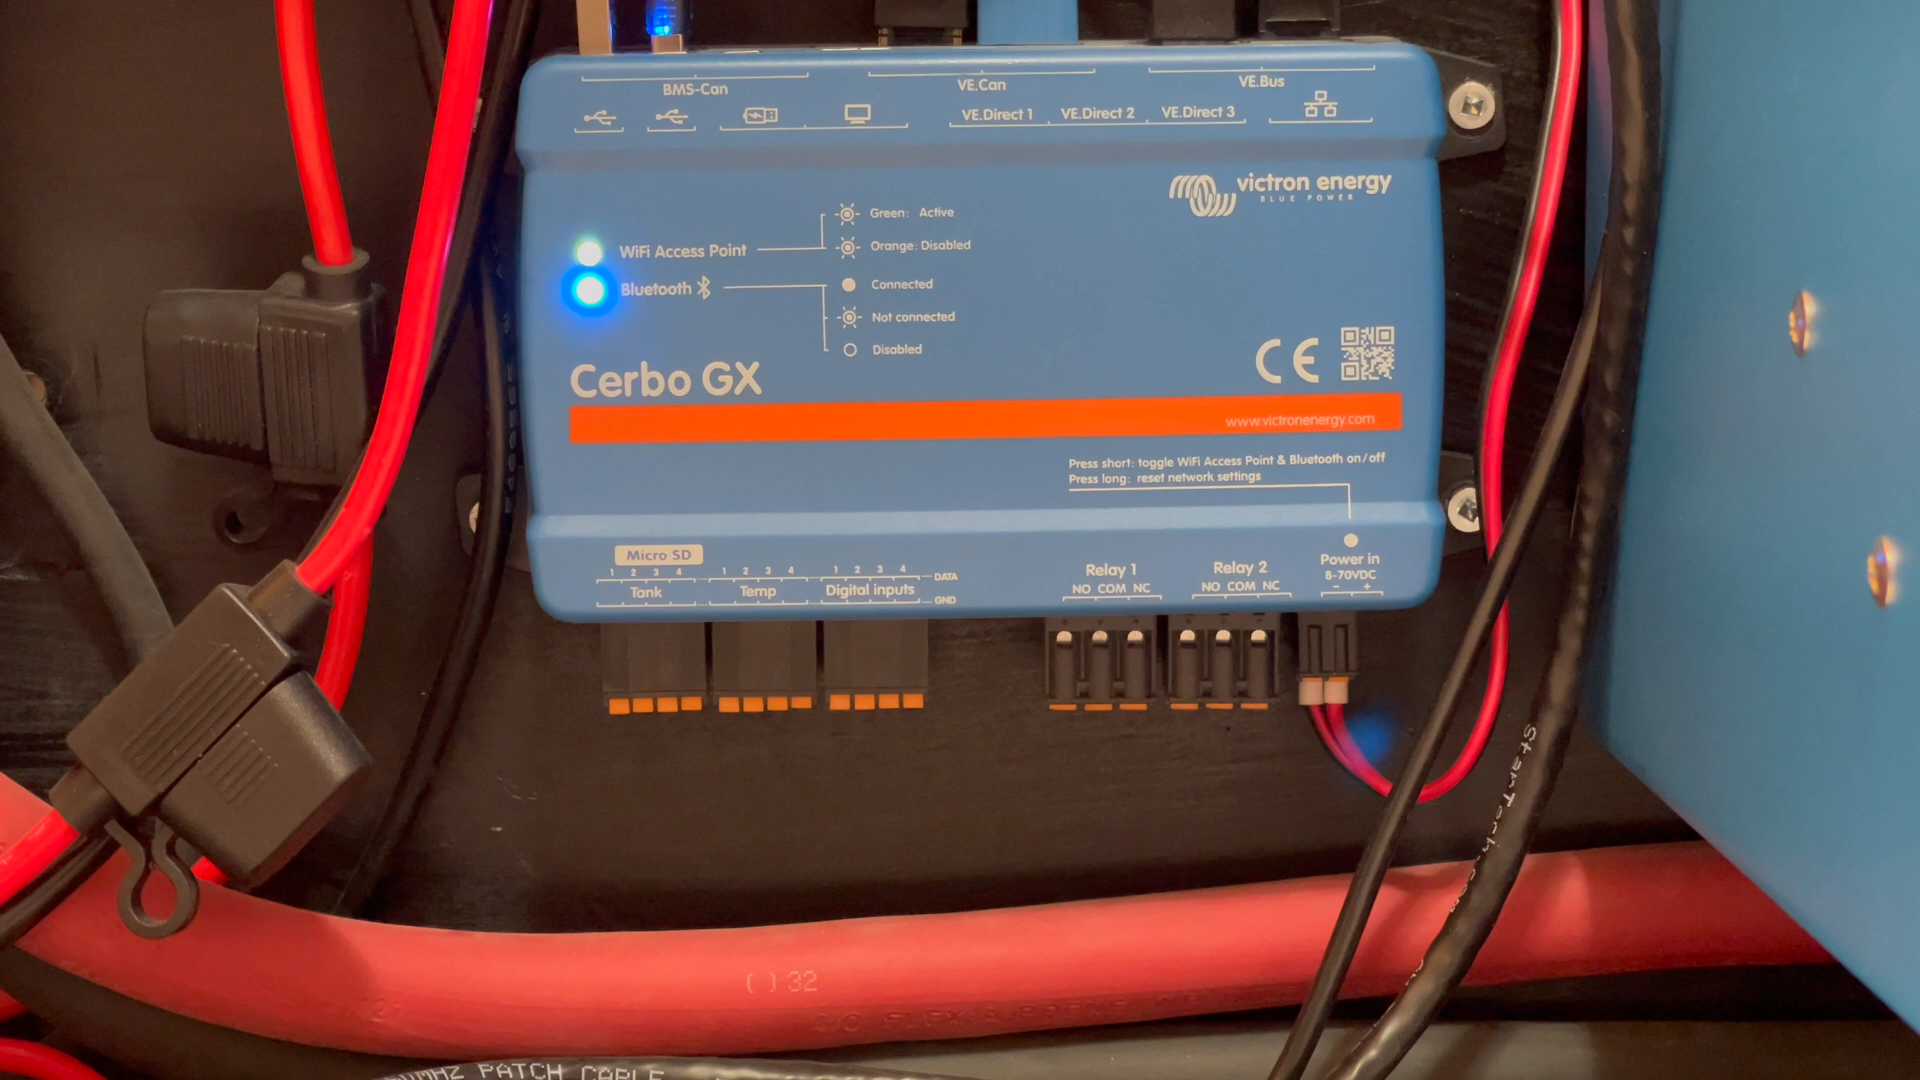 BMS-Can
VE.Can
VE.Bus
VE.Direct 1
VE.Direct 2
VE.Direct 3
victron energy
BLUE POWER
WiFi Access Point
Green: Active
Orange: Disabled
Bluetooth
Connected
Not connected
Disabled
Cerbo GX
CE
www.victronenergy.com
Press short: toggle WiFi Access Point & Bluetooth on/off
Press long: reset network settings
Micro SD
1 2 3 4
1 2 3 4
1 2 3 4
DATA
Tank
Temp
Digital inputs
GND
Relay 1
NO COM NC
Relay 2
NO COM NC
Power in
8-70VDC
- +
StarTech.com
( ) 32
PATCH CABLE